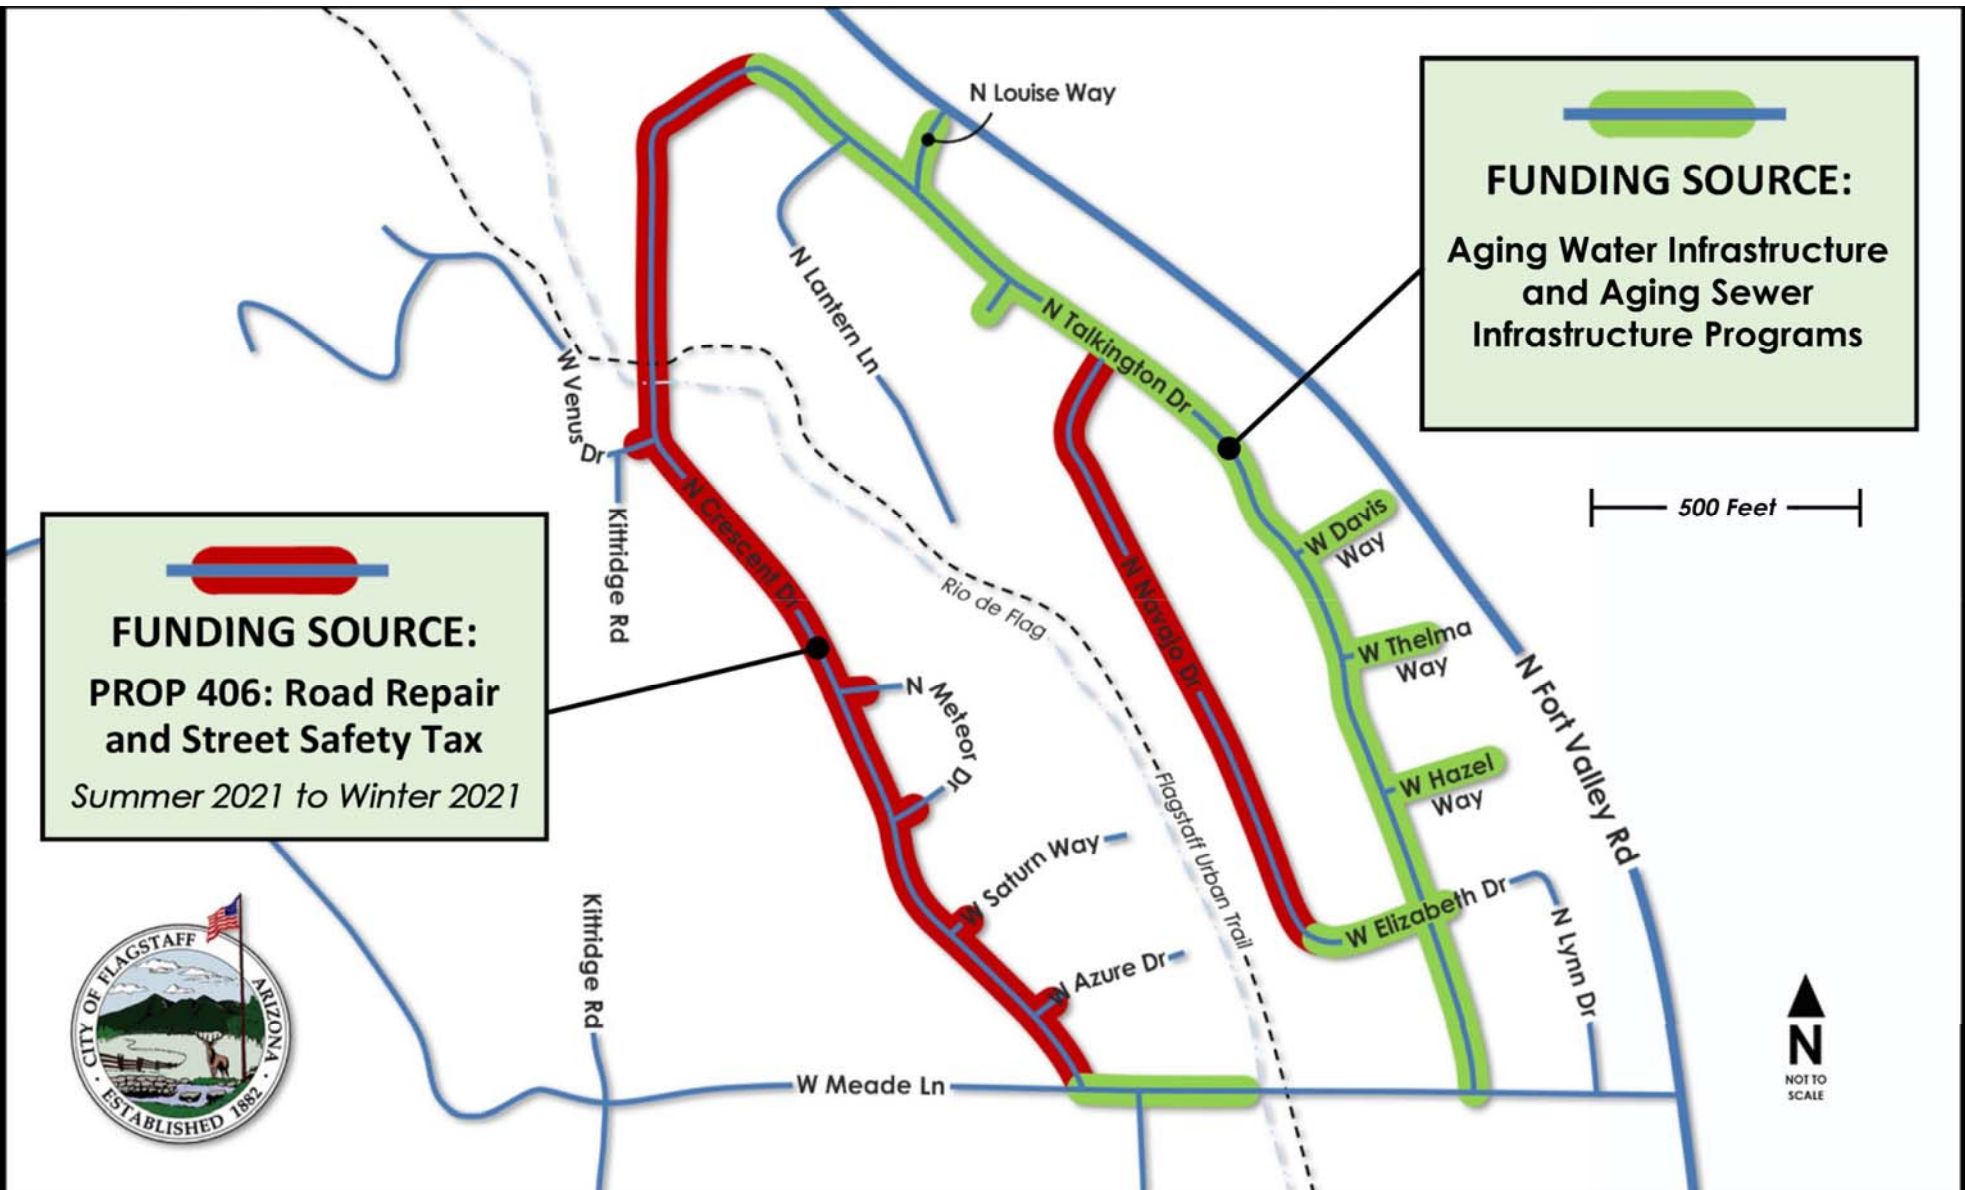 N Louise Way
FUNDING SOURCE:
Aging Water Infrastructure
and Aging Sewer
Infrastructure Programs
N Lantern Ln
N Talkington Dr
W Venus
Dr
N Crescent Dr
Kittridge Rd
500 Feet
W Davis
Way
FUNDING SOURCE:
PROP 406: Road Repair
and Street Safety Tax
Summer 2021 to Winter 2021
Rio de Flag
N Navajo Dr
W Thelma
Way
N Fort Valley Rd
N Meteor Dr
W Hazel
Way
Flagstaff Urban Trail
W Saturn Way
W Elizabeth Dr
N Lynn Dr
W Azure Dr
Kittridge Rd
W Meade Ln
CITY OF FLAGSTAFF
ARIZONA
ESTABLISHED 1882
N
NOT TO
SCALE